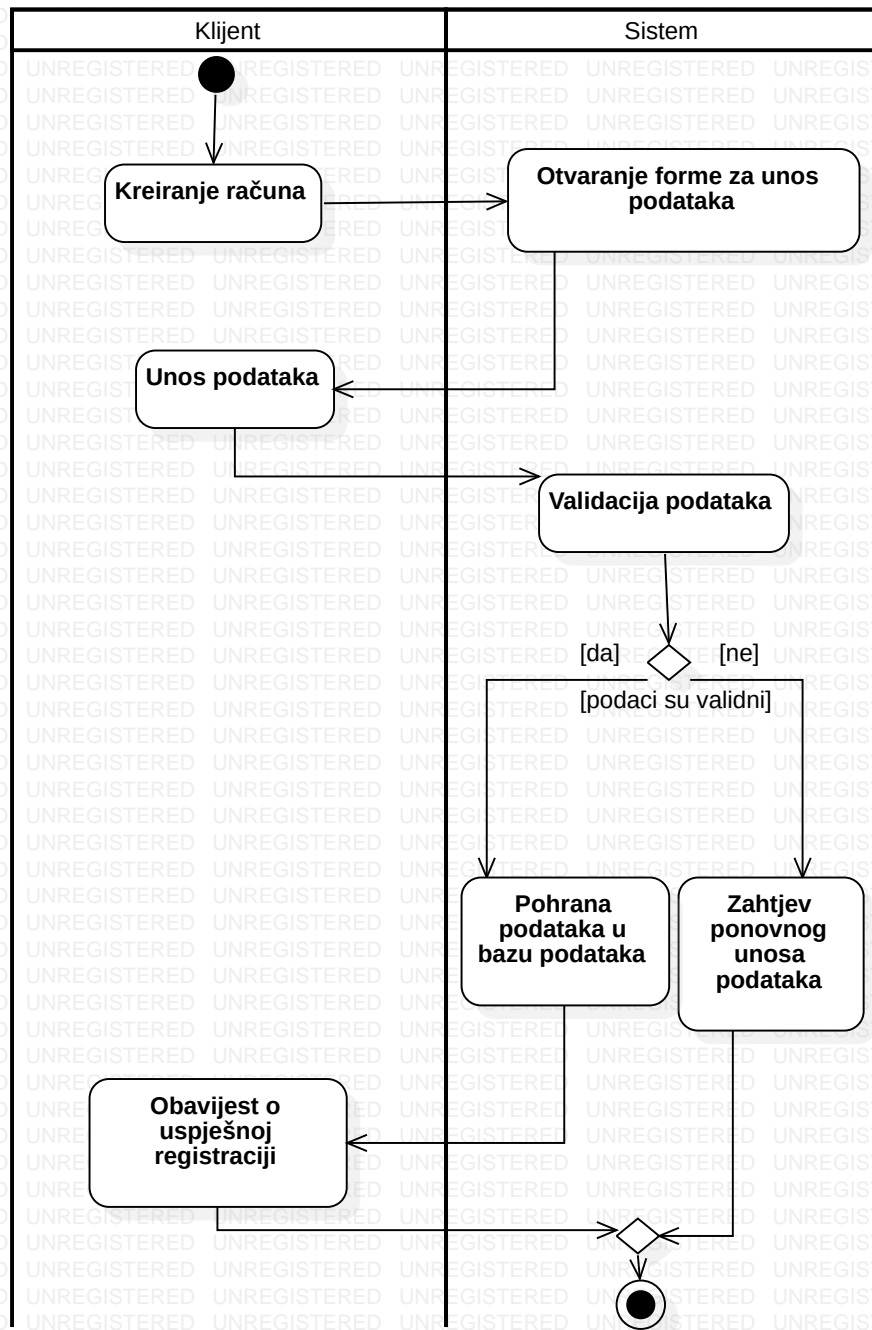 Klijent
Sistem
Kreiranje računa
Otvaranje forme za unos
podataka
Unos podataka
Validacija podataka
[da]
[ne]
[podaci su validni]
Pohrana
podataka u
bazu podataka
Zahtjev
ponovnog
unosa
podataka
Obavijest o
uspješnoj
registraciji
UNREGISTERED